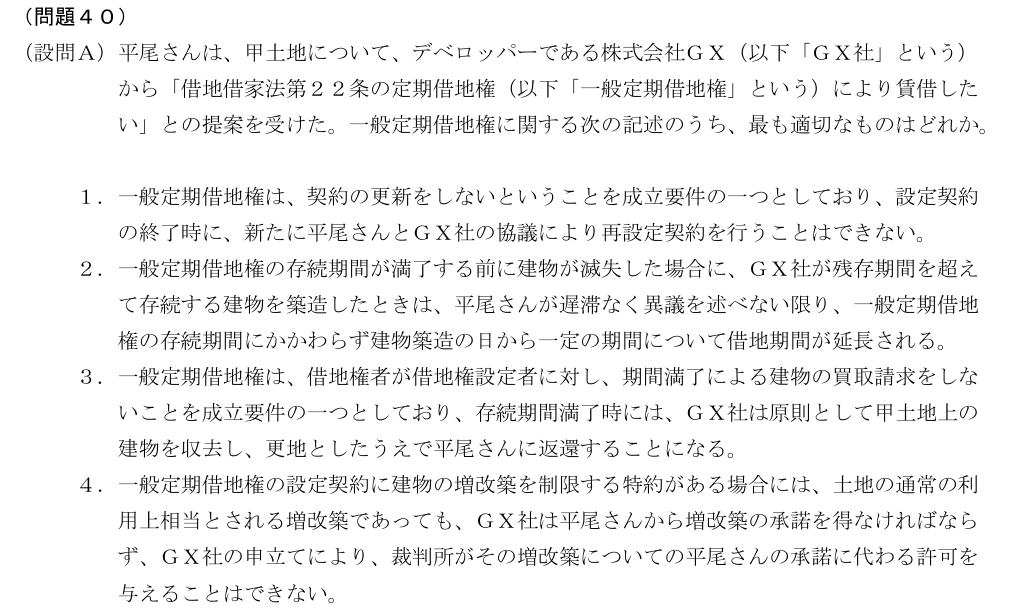 （問題４０）
（設問Ａ）平尾さんは、甲土地について、デベロッパーである株式会社ＧＸ（以下「ＧＸ社」という）
から「借地借家法第２２条の定期借地権（以下「一般定期借地権」という）により賃借した
い」との提案を受けた。一般定期借地権に関する次の記述のうち、最も適切なものはどれか。
１．一般定期借地権は、契約の更新をしないということを成立要件の一つとしており、設定契約
の終了時に、新たに平尾さんとＧＸ社の協議により再設定契約を行うことはできない。
２．一般定期借地権の存続期間が満了する前に建物が滅失した場合に、ＧＸ社が残存期間を超え
て存続する建物を築造したときは、平尾さんが遅滞なく異議を述べない限り、一般定期借地
権の存続期間にかかわらず建物築造の日から一定の期間について借地期間が延長される。
３．一般定期借地権は、借地権者が借地権設定者に対し、期間満了による建物の買取請求をしな
いことを成立要件の一つとしており、存続期間満了時には、ＧＸ社は原則として甲土地上の
建物を収去し、更地としたうえで平尾さんに返還することになる。
４．一般定期借地権の設定契約に建物の増改築を制限する特約がある場合には、土地の通常の利
用上相当とされる増改築であっても、ＧＸ社は平尾さんから増改築の承諾を得なければなら
ず、ＧＸ社の申立てにより、裁判所がその増改築についての平尾さんの承諾に代わる許可を
与えることはできない。